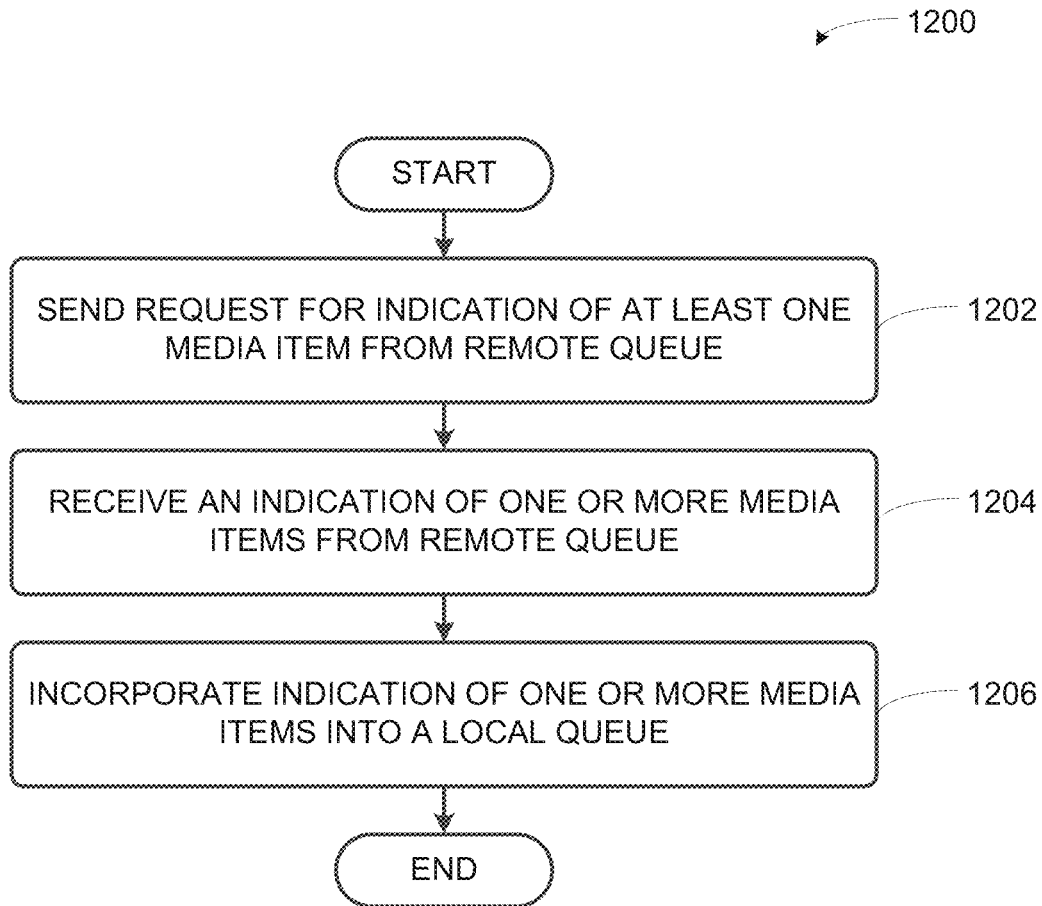 1200
START
SEND REQUEST FOR INDICATION OF AT LEAST ONE
MEDIA ITEM FROM REMOTE QUEUE
1202
RECEIVE AN INDICATION OF ONE OR MORE MEDIA
ITEMS FROM REMOTE QUEUE
1204
INCORPORATE INDICATION OF ONE OR MORE MEDIA
ITEMS INTO A LOCAL QUEUE
1206
END